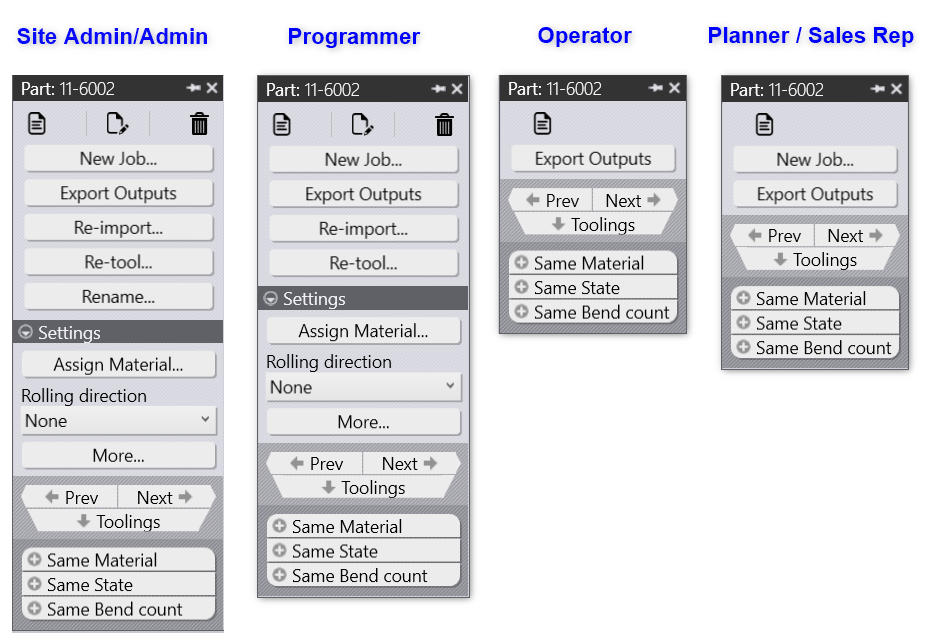 Site Admin/Admin
Part: 11-6002
New Job...
Export Outputs
Re-import...
Re-tool...
Rename...
Settings
Assign Material...
Rolling direction
None
More...
Prev Next
Toolings
Same Material
Same State
Same Bend count
Programmer
Part: 11-6002
New Job...
Export Outputs
Re-import...
Re-tool...
Settings
Assign Material...
Rolling direction
None
More...
Prev Next
Toolings
Same Material
Same State
Same Bend count
Operator
Part: 11-6002
Export Outputs
Prev Next
Toolings
Same Material
Same State
Same Bend count
Planner / Sales Rep
Part: 11-6002
New Job...
Export Outputs
Prev Next
Toolings
Same Material
Same State
Same Bend count